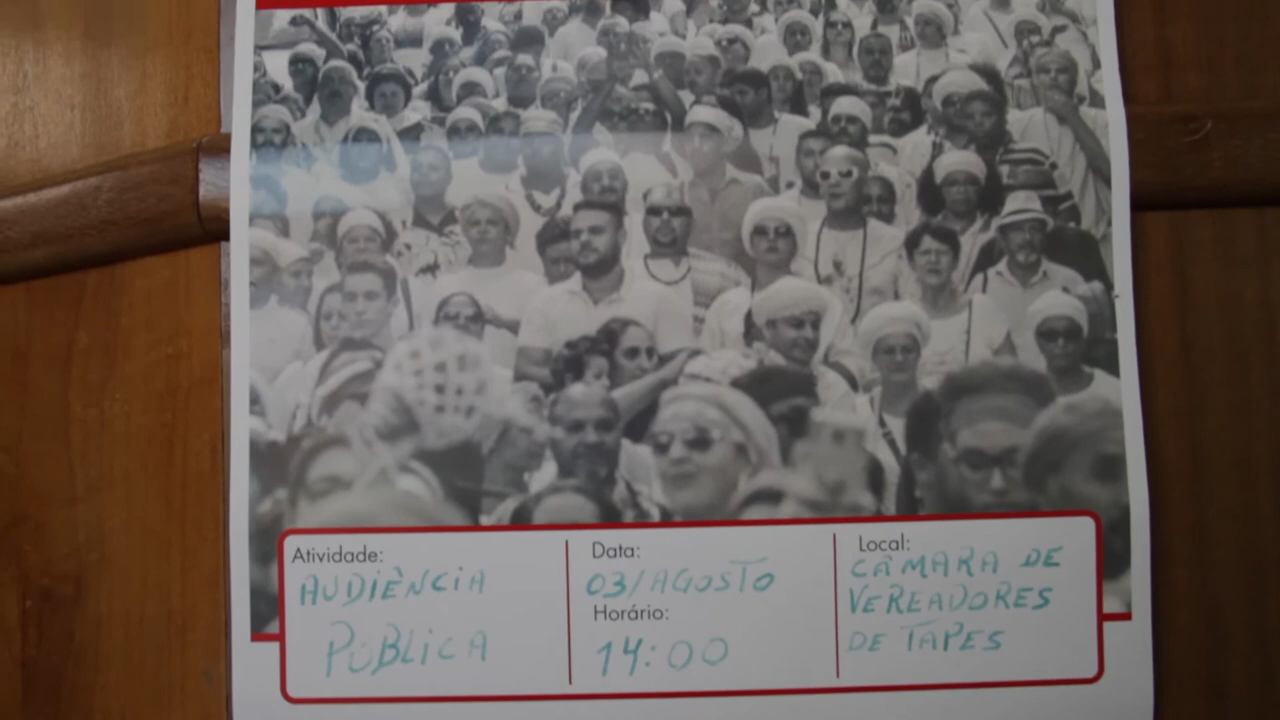 Atividade:
AUDIÊNCIA
PÚBLICA
Data:
03/AGOSTO
Horário:
14:00
Local:
CÂMARA DE
VEREADORES
DE TAPES